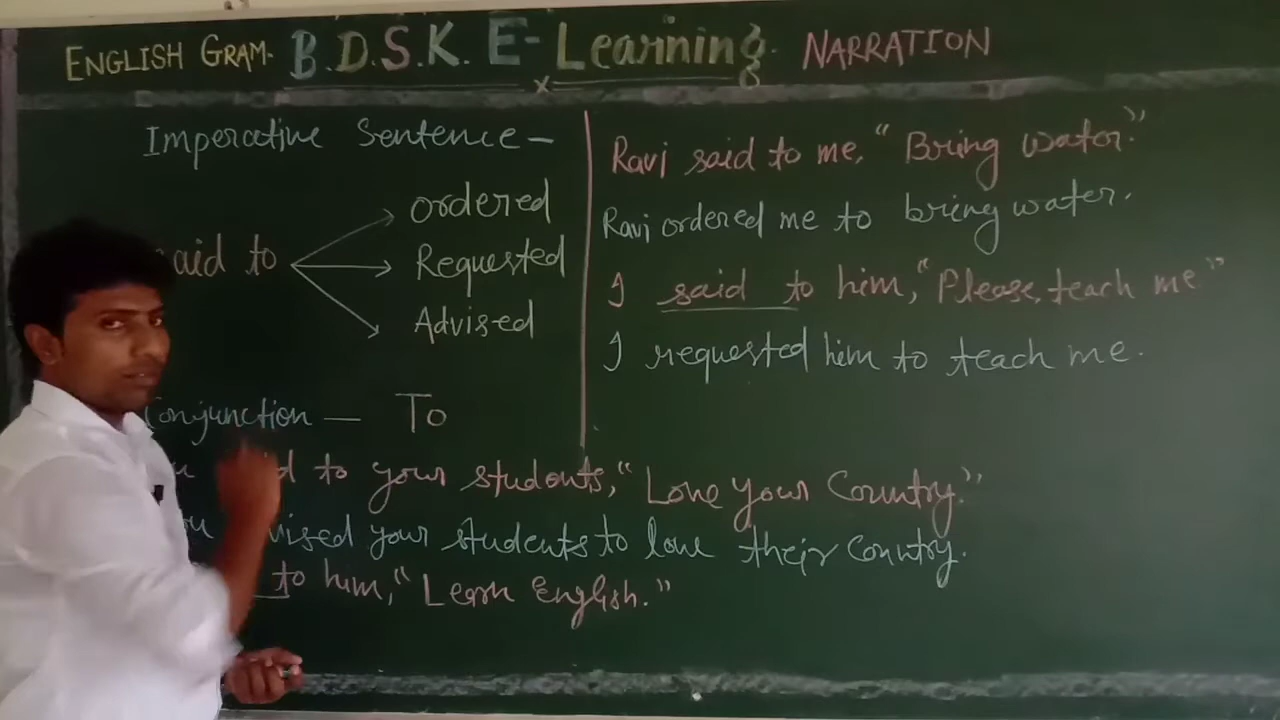 ENGLISH GRAM. B.D.S.K. E-Learning. NARRATION
Imperative Sentence –
said to
ordered
Requested
Advised
Conjunction — To
Ravi said to me, "Bring water."
Ravi ordered me to bring water.
I said to him, "Please, teach me"
I requested him to teach me.
to your students, "Love your Country."
your students to love their country.
to him, "Learn English."